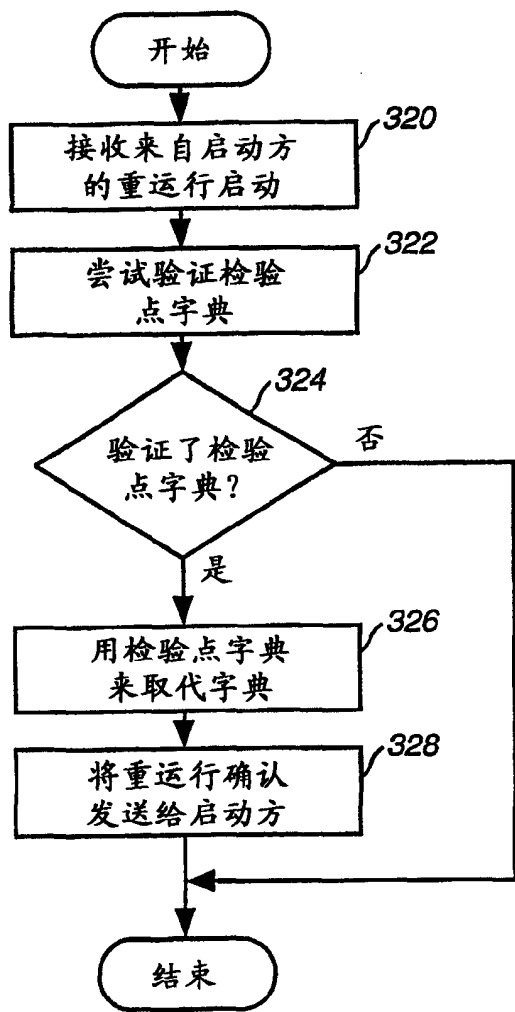 开始
320
接收来自启动方
的重运行启动
322
尝试验证检验
点字典
324
验证了检验
点字典?
否
是
326
用检验点字典
来取代字典
328
将重运行确认
发送给启动方
结束